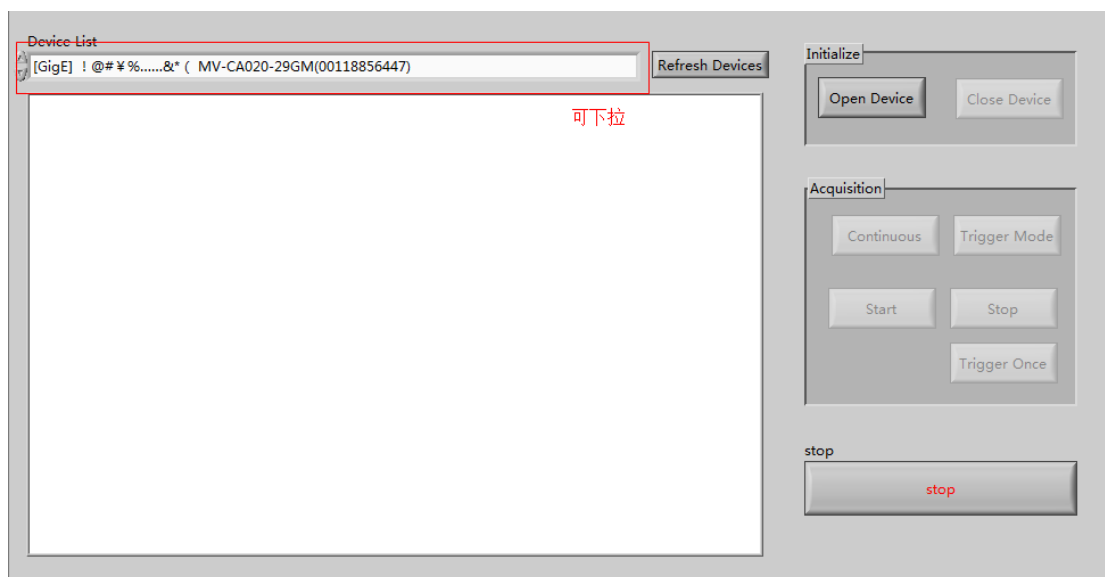 Device List
[GigE] ！@#￥%......&*（ MV-CA020-29GM(00118856447)
Refresh Devices
可下拉
Initialize
Open Device
Close Device
Acquisition
Continuous
Trigger Mode
Start
Stop
Trigger Once
stop
stop